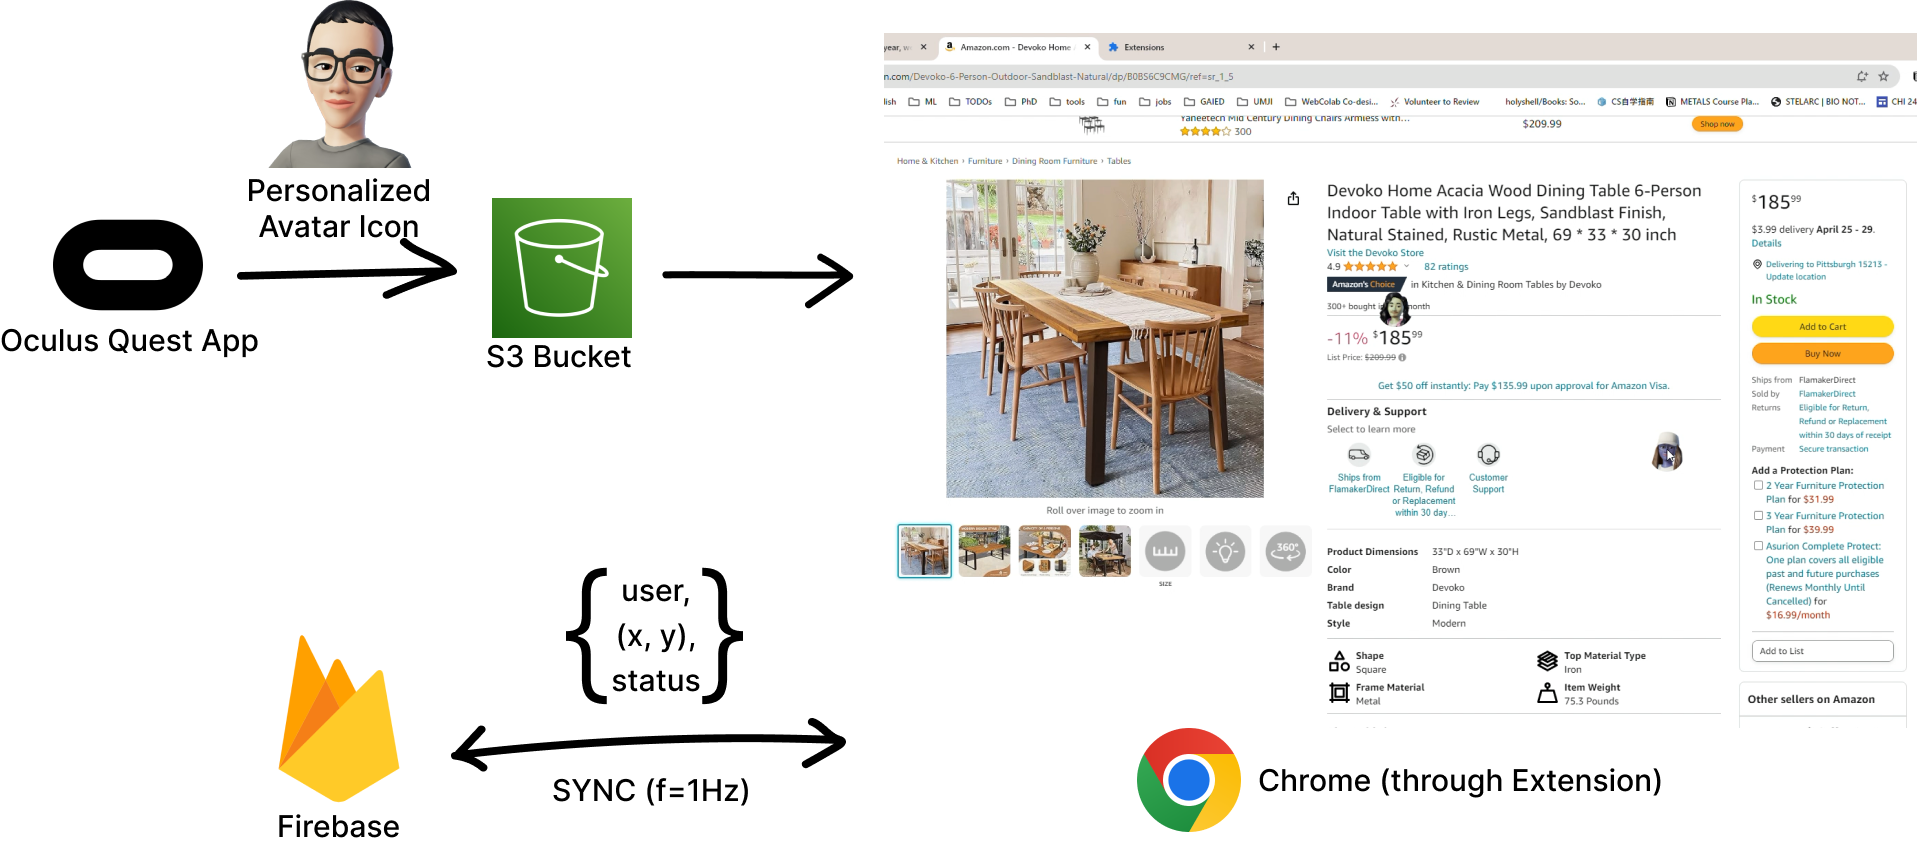 Personalized
Avatar Icon
Oculus Quest App
S3 Bucket
user,
(x, y),
status
SYNC (f=1Hz)
Firebase
Chrome (through Extension)
year, w
Amazon.com - Devoko Home
Extensions
n.com/Devoko-6-Person-Outdoor-Sandblast-Natural/dp/B0BS6C9CMG/ref=sr_1_5
lish ML TODOs PhD tools fun jobs GAIED UMJI WebColab Co-desi... Volunteer to Review holyshell/Books: So... CS自学指南 METALS Course Pla... STELARC | BIO NOT... CHI 24
Yaheetech Mid Century Dining Chairs Armless with...
300
$209.99
Shop now
Home & Kitchen › Furniture › Dining Room Furniture › Tables
Roll over image to zoom in
360°
SIZE
Devoko Home Acacia Wood Dining Table 6-Person
Indoor Table with Iron Legs, Sandblast Finish,
Natural Stained, Rustic Metal, 69 * 33 * 30 inch
Visit the Devoko Store
4.9 82 ratings
Amazon's Choice in Kitchen & Dining Room Tables by Devoko
300+ bought month
-11% $185 99
List Price: $209.99
Get $50 off instantly: Pay $135.99 upon approval for Amazon Visa.
Delivery & Support
Select to learn more
Ships from
FlamakerDirect
Eligible for
Return, Refund
or Replacement
within 30 day...
Customer
Support
Product Dimensions 33"D x 69"W x 30"H
Color Brown
Brand Devoko
Table design Dining Table
Style Modern
Shape
Square
Top Material Type
Iron
Frame Material
Metal
Item Weight
75.3 Pounds
$185 99
$3.99 delivery April 25 - 29.
Details
Delivering to Pittsburgh 15213 -
Update location
In Stock
Add to Cart
Buy Now
Ships from FlamakerDirect
Sold by FlamakerDirect
Returns Eligible for Return,
Refund or Replacement
within 30 days of receipt
Payment Secure transaction
Add a Protection Plan:
2 Year Furniture Protection
Plan for $31.99
3 Year Furniture Protection
Plan for $39.99
Asurion Complete Protect:
One plan covers all eligible
past and future purchases
(Renews Monthly Until
Cancelled) for
$16.99/month
Add to List
Other sellers on Amazon